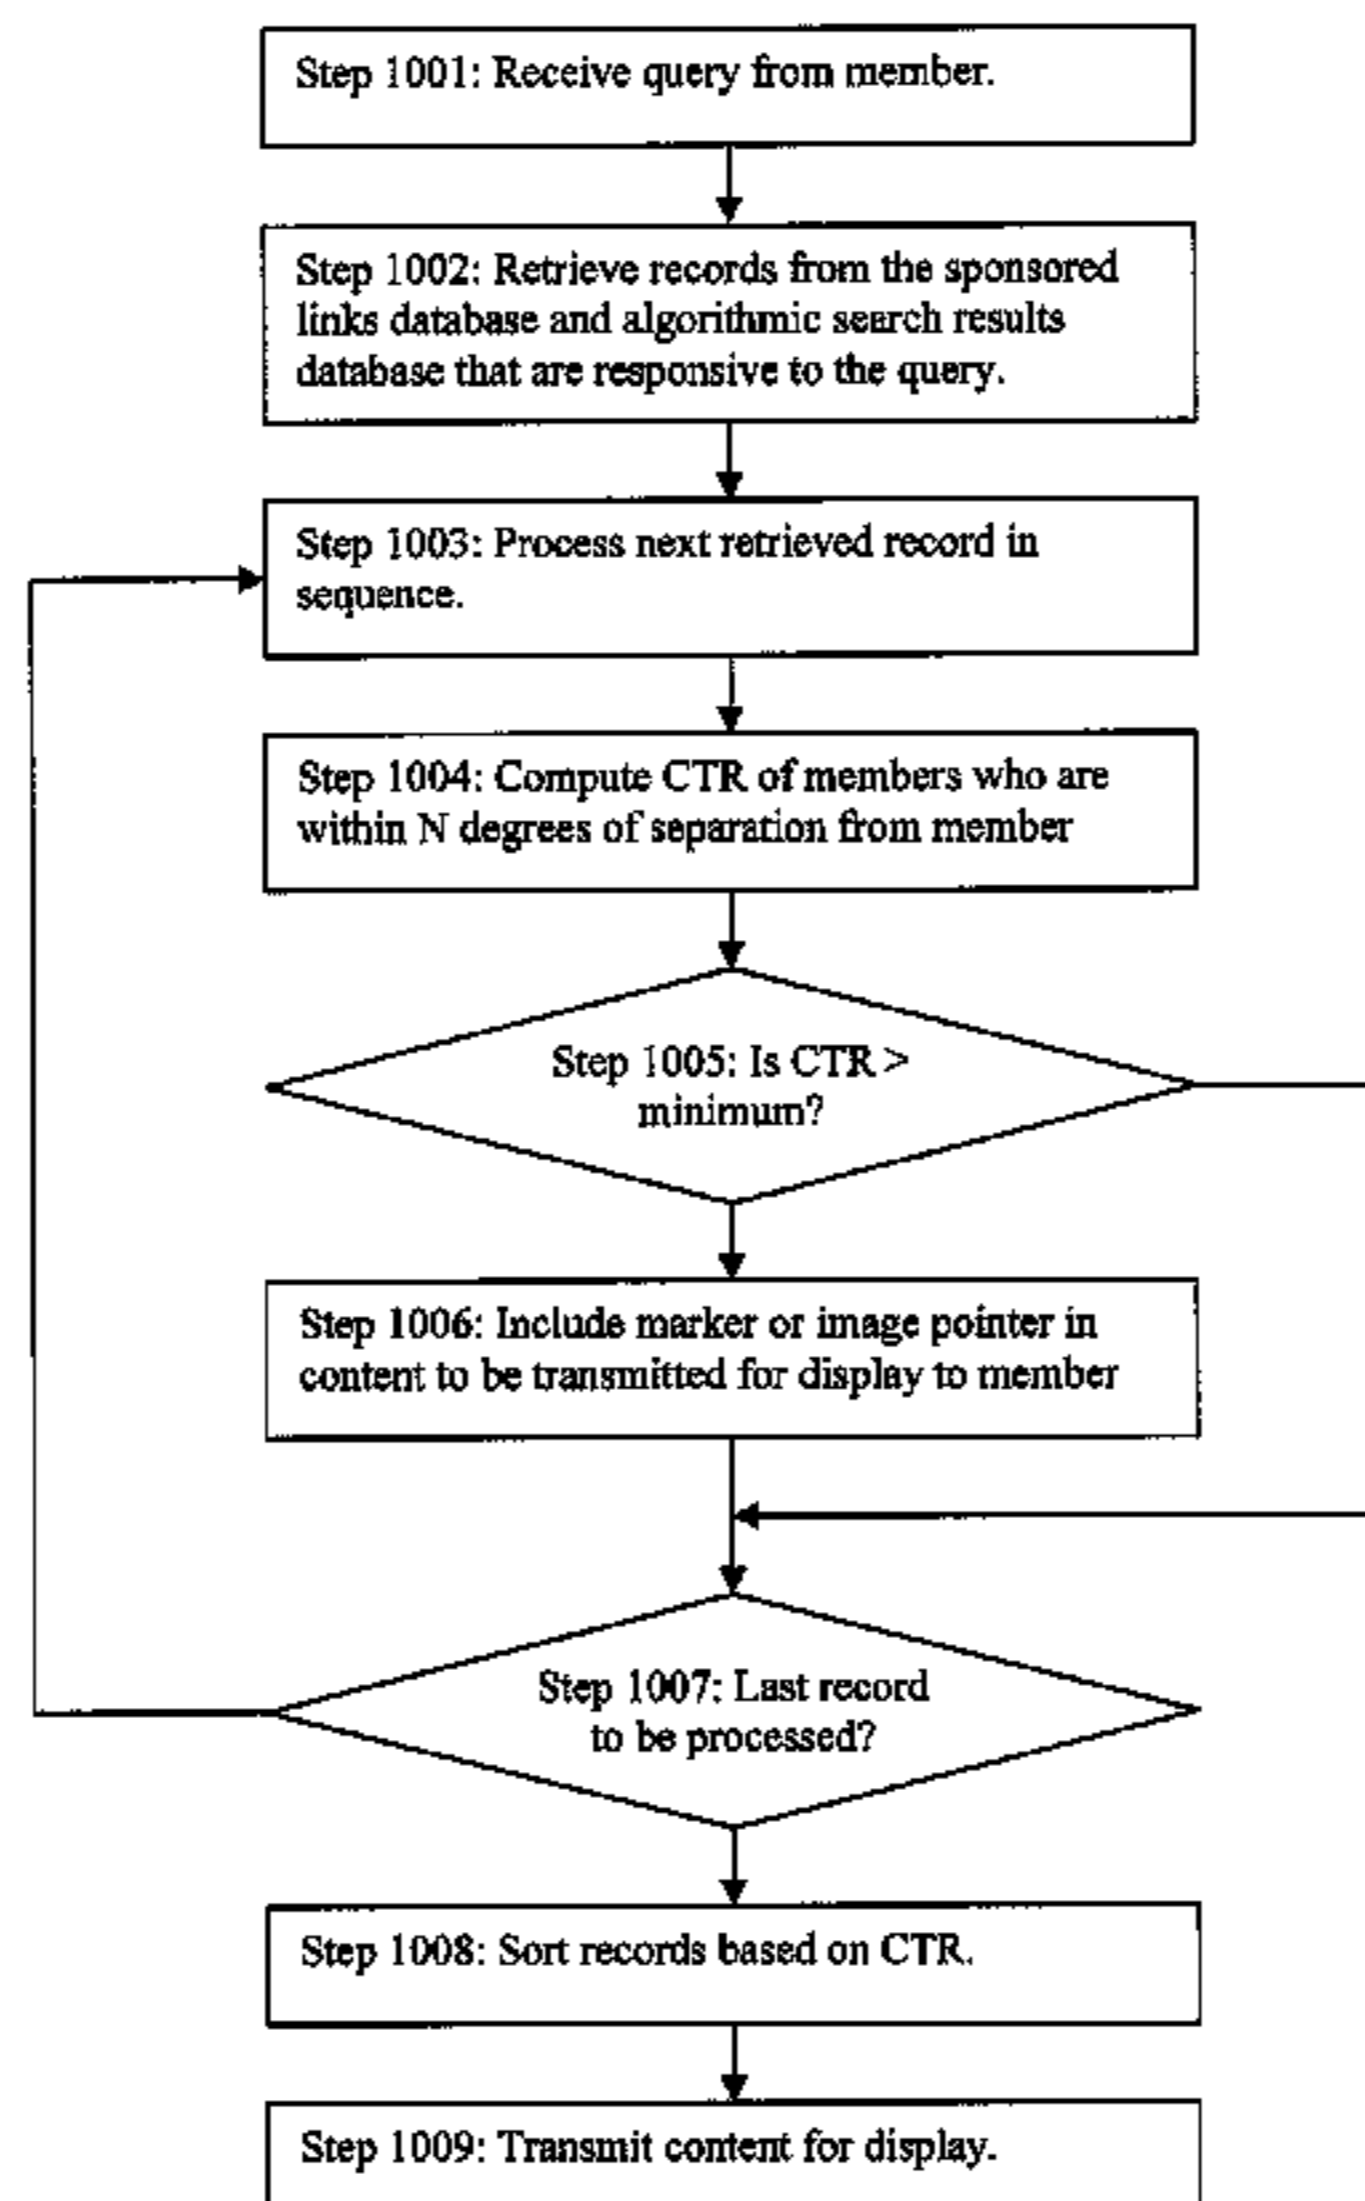 Step 1001: Receive query from member.
Step 1002: Retrieve records from the sponsored
links database and algorithmic search results
database that are responsive to the query.
Step 1003: Process next retrieved record in
sequence.
Step 1004: Compute CTR of members who are
within N degrees of separation from member
Step 1005: Is CTR >
minimum?
Step 1006: Include marker or image pointer in
content to be transmitted for display to member
Step 1007: Last record
to be processed?
Step 1008: Sort records based on CTR.
Step 1009: Transmit content for display.